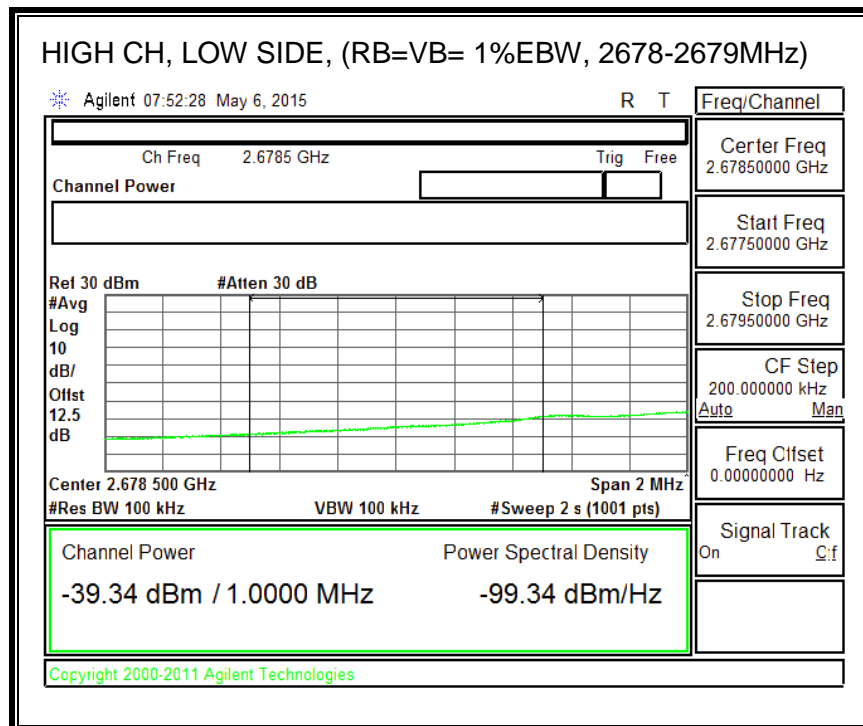 HIGH CH, LOW SIDE, (RB=VB= 1%EBW, 2678-2679MHz)
Agilent 07:52:28 May 6, 2015 R T
Freq/Channel
Ch Freq 2.6785 GHz Trig Free
Channel Power
Center Freq
2.67850000 GHz
Start Freq
2.67750000 GHz
Stop Freq
2.67950000 GHz
CF Step
200.000000 kHz
Auto Man
Freq Offset
0.00000000 Hz
Signal Track
On Off
Ref 30 dBm #Atten 30 dB
#Avg
Log
10
dB/
Offst
12.5
dB
Center 2.678 500 GHz Span 2 MHz
#Res BW 100 kHz VBW 100 kHz #Sweep 2 s (1001 pts)
Channel Power Power Spectral Density
-39.34 dBm / 1.0000 MHz -99.34 dBm/Hz
Copyright 2000-2011 Agilent Technologies